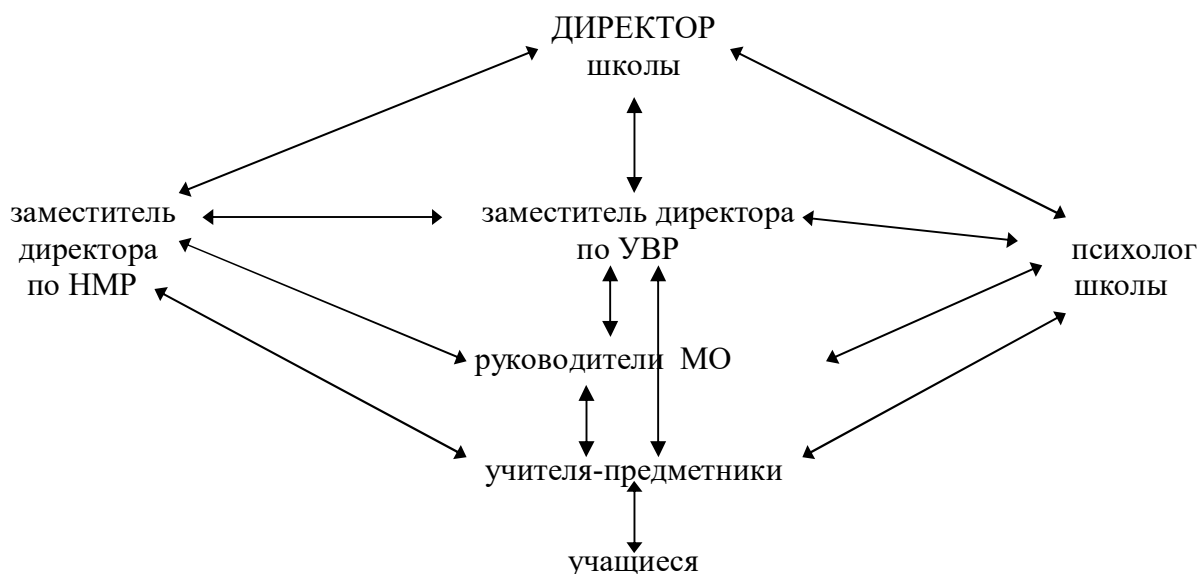 ДИРЕКТОР
школы
заместитель
директора
по НМР
заместитель директора
по УВР
психолог
школы
руководители МО
учителя-предметники
учащиеся